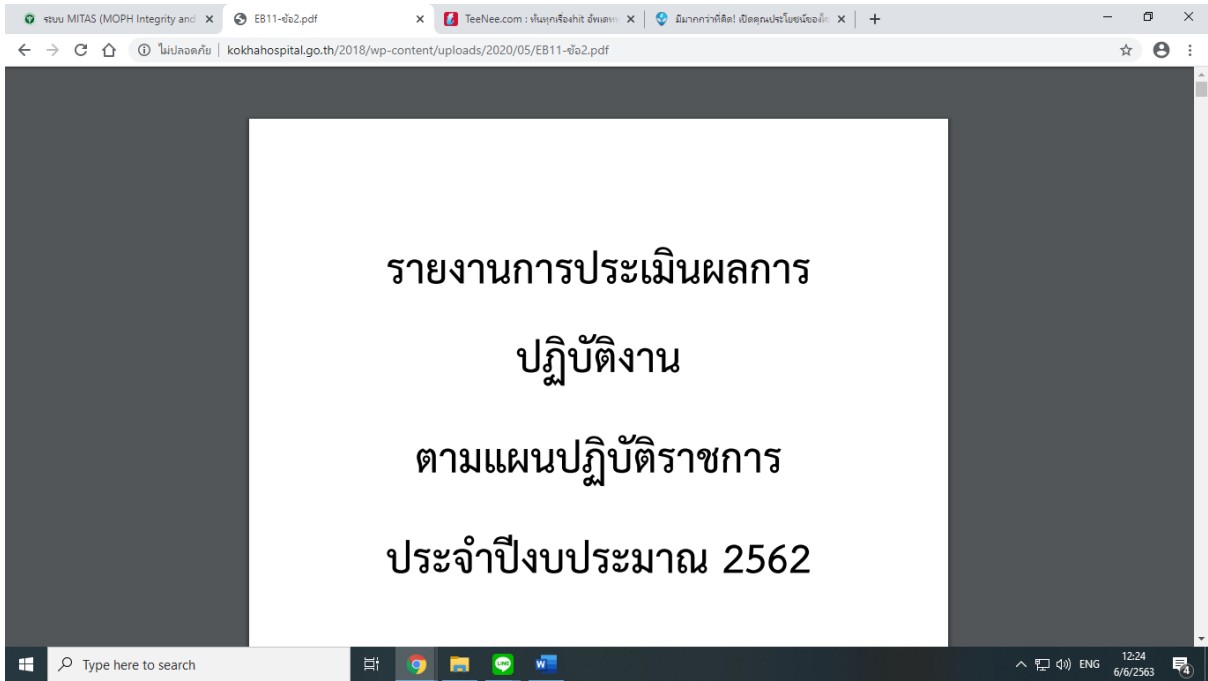 ระบบ MITAS (MOPH Integrity and
EB11-ข้อ2.pdf
TeeNee.com : ทันทุกเรื่องhit อัพเดททุ
มีมากกว่าที่คิด! เปิดคุณประโยชน์ของ
ไม่ปลอดภัย | kokhahospital.go.th/2018/wp-content/uploads/2020/05/EB11-ข้อ2.pdf
รายงานการประเมินผลการ
ปฏิบัติงาน
ตามแผนปฏิบัติราชการ
ประจำปีงบประมาณ 2562
Type here to search
LINE
W
ENG
12:24
6/6/2563
4